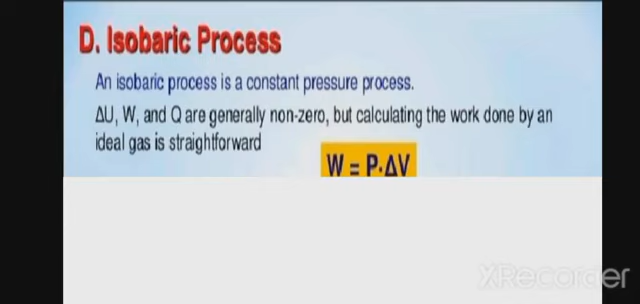 D. Isobaric Process
An isobaric process is a constant pressure process.
ΔU, W, and Q are generally non-zero, but calculating the work done by an
ideal gas is straightforward
W = P·ΔV
XRecorder